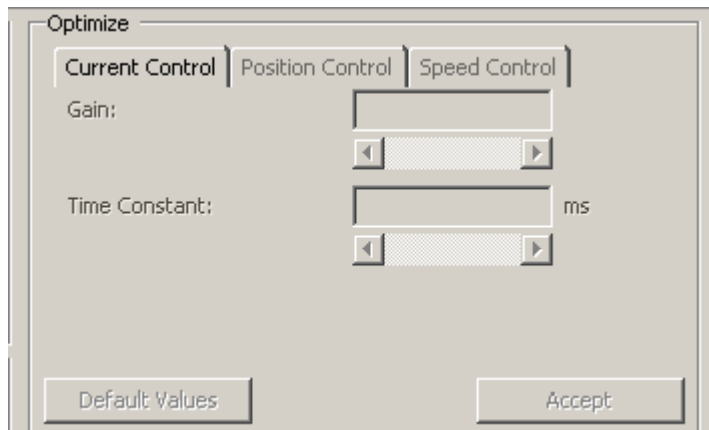 Optimize
Current Control Position Control Speed Control
Gain:
Time Constant: ms
Default Values Accept